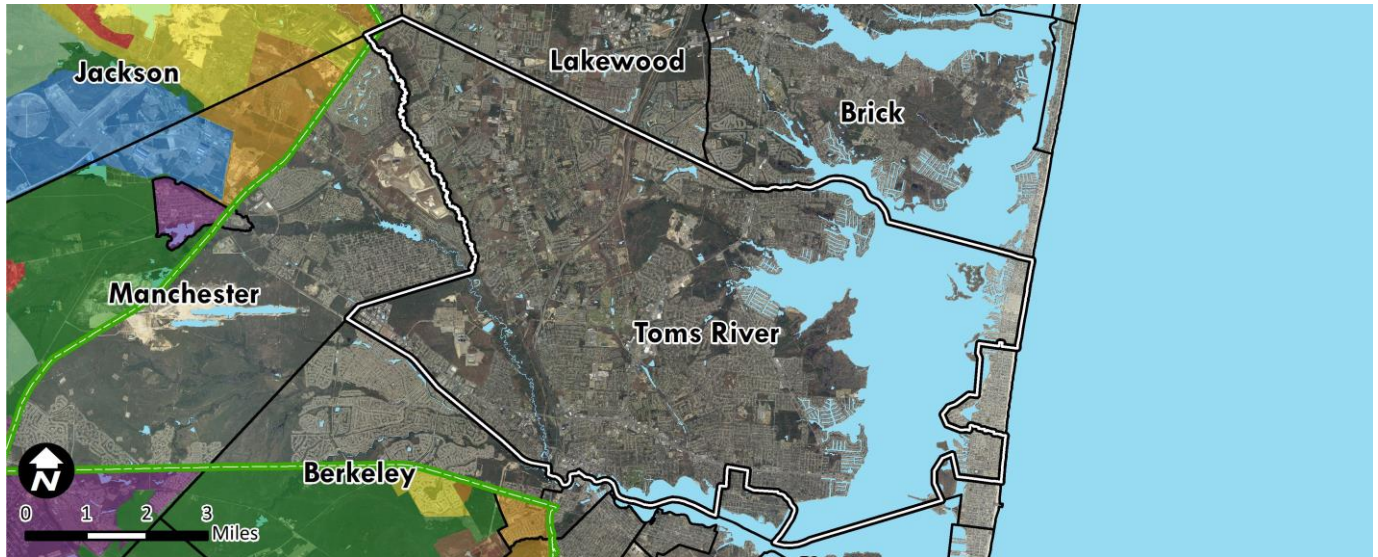 Lakewood
Jackson
Brick
Manchester
Toms River
Berkeley
N
0 1 2 3
Miles